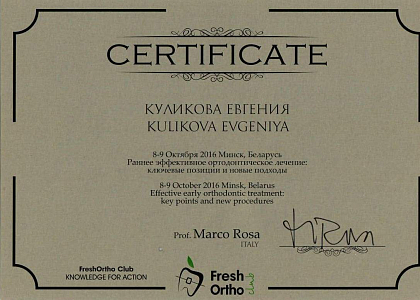 CERTIFICATE
КУЛИКОВА ЕВГЕНИЯ
KULIKOVA EVGENIYA
8-9 Октября 2016 Минск, Беларусь
Раннее эффективное ортодонтическое лечение:
ключевые позиции и новые подходы
8-9 October 2016 Minsk, Belarus
Effective early orthodontic treatment:
key points and new procedures
Prof. Marco Rosa
ITALY
FreshOrtho Club
KNOWLEDGE FOR ACTION
Fresh
Ortho club